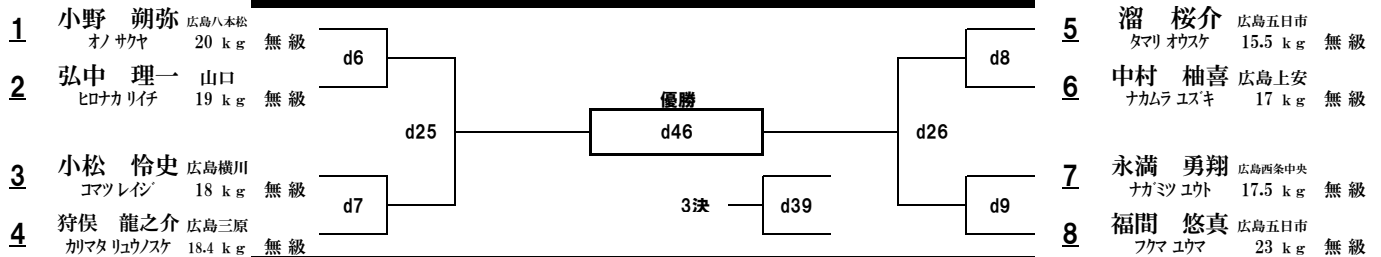 1 小野 朔弥 広島八本松
オノ サクヤ 20 kg 無級
2 弘中 理一 山口
ヒロナカ リイチ 19 kg 無級
3 小松 怜史 広島横川
コマツ レイジ 18 kg 無級
4 狩俣 龍之介 広島三原
カリマタ リュウノスケ 18.4 kg 無級
d6
d7
d25
優勝
d46
3決
d39
d26
d8
d9
5 溜 桜介 広島五日市
タマリ オウスケ 15.5 kg 無級
6 中村 柚喜 広島上安
ナカムラ ユズキ 17 kg 無級
7 永満 勇翔 広島西条中央
ナガミツ ユウト 17.5 kg 無級
8 福間 悠真 広島五日市
フクマ ユウマ 23 kg 無級